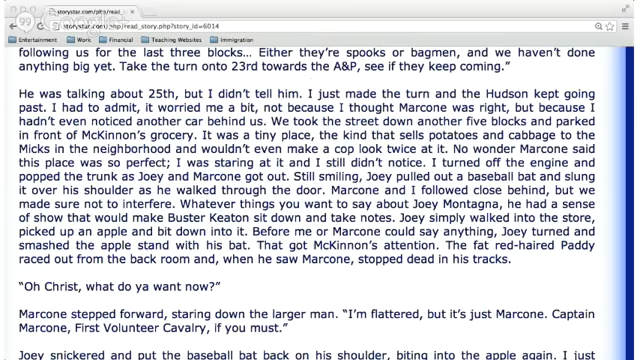 storystar.com/php/read_story.ph
storystar.com/php/read_story.php?story_id=6014
Entertainment Work Financial Teaching Websites Immigration
following us for the last three blocks… Either they're spooks or bagmen, and we haven't done
anything big yet. Take the turn onto 23rd towards the A&P, see if they keep coming."
He was talking about 25th, but I didn't tell him. I just made the turn and the Hudson kept going
past. I had to admit, it worried me a bit, not because I thought Marcone was right, but because I
hadn't even noticed another car behind us. We took the street down another five blocks and parked
in front of McKinnon's grocery. It was a tiny place, the kind that sells potatoes and cabbage to the
Micks in the neighborhood and wouldn't even make a cop look twice at it. No wonder Marcone said
this place was so perfect; I was staring at it and I still didn't notice. I turned off the engine and
popped the trunk as Joey and Marcone got out. Still smiling, Joey pulled out a baseball bat and slung
it over his shoulder as he walked through the door. Marcone and I followed close behind, but we
made sure not to interfere. Whatever things you want to say about Joey Montagna, he had a sense
of show that would make Buster Keaton sit down and take notes. Joey simply walked into the store,
picked up an apple and bit down into it. Before me or Marcone could say anything, Joey turned and
smashed the apple stand with his bat. That got McKinnon's attention. The fat red-haired Paddy
raced out from the back room and, when he saw Marcone, stopped dead in his tracks.
"Oh Christ, what do ya want now?"
Marcone stepped forward, staring down the larger man. "I'm flattered, but it's just Marcone. Captain
Marcone, First Volunteer Cavalry, if you must."
Joey snickered and put the baseball bat back on his shoulder, biting into the apple again. I just